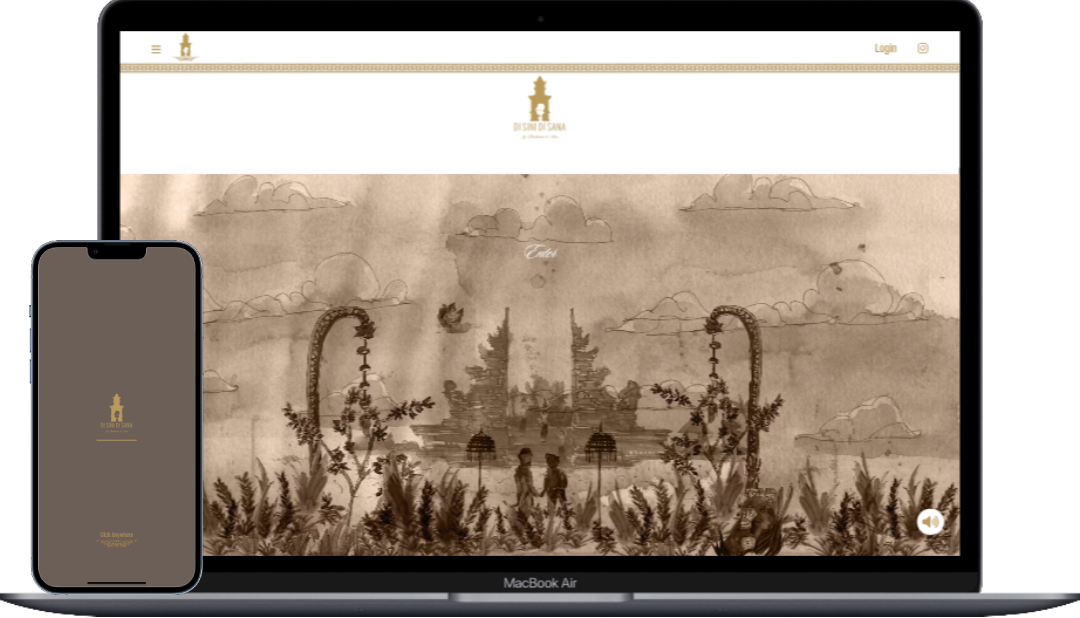 Login
DI SINI DI SANA
Enter
DI SINI DI SANA
Click Anywhere
MacBook Air